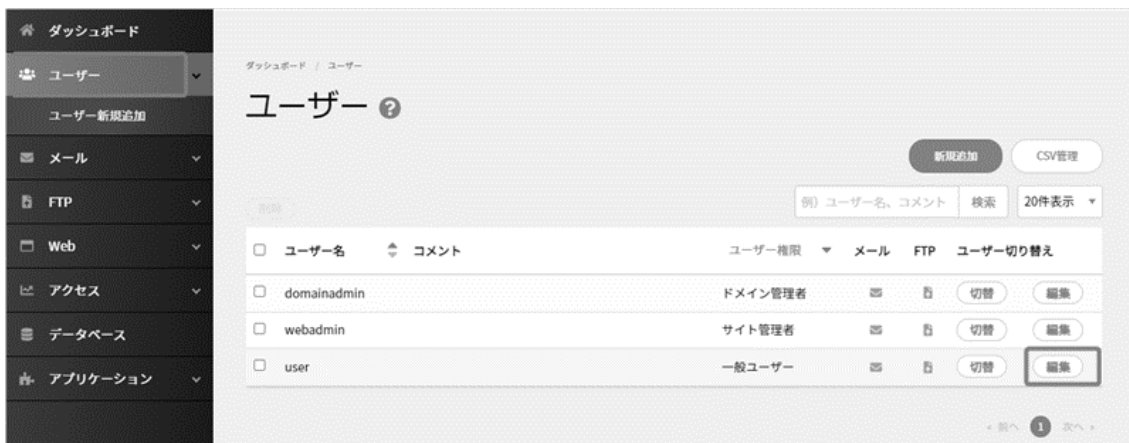 ダッシュボード
ユーザー
ユーザー新規追加
メール
FTP
Web
アクセス
データベース
アプリケーション
ダッシュボード / ユーザー
ユーザー ?
新規追加 CSV管理
削除 例）ユーザー名、コメント 検索 20件表示
ユーザー名 コメント ユーザー権限 メール FTP ユーザー切り替え
domainadmin ドメイン管理者 切替 編集
webadmin サイト管理者 切替 編集
user 一般ユーザー 切替 編集
« 前へ 1 次へ »